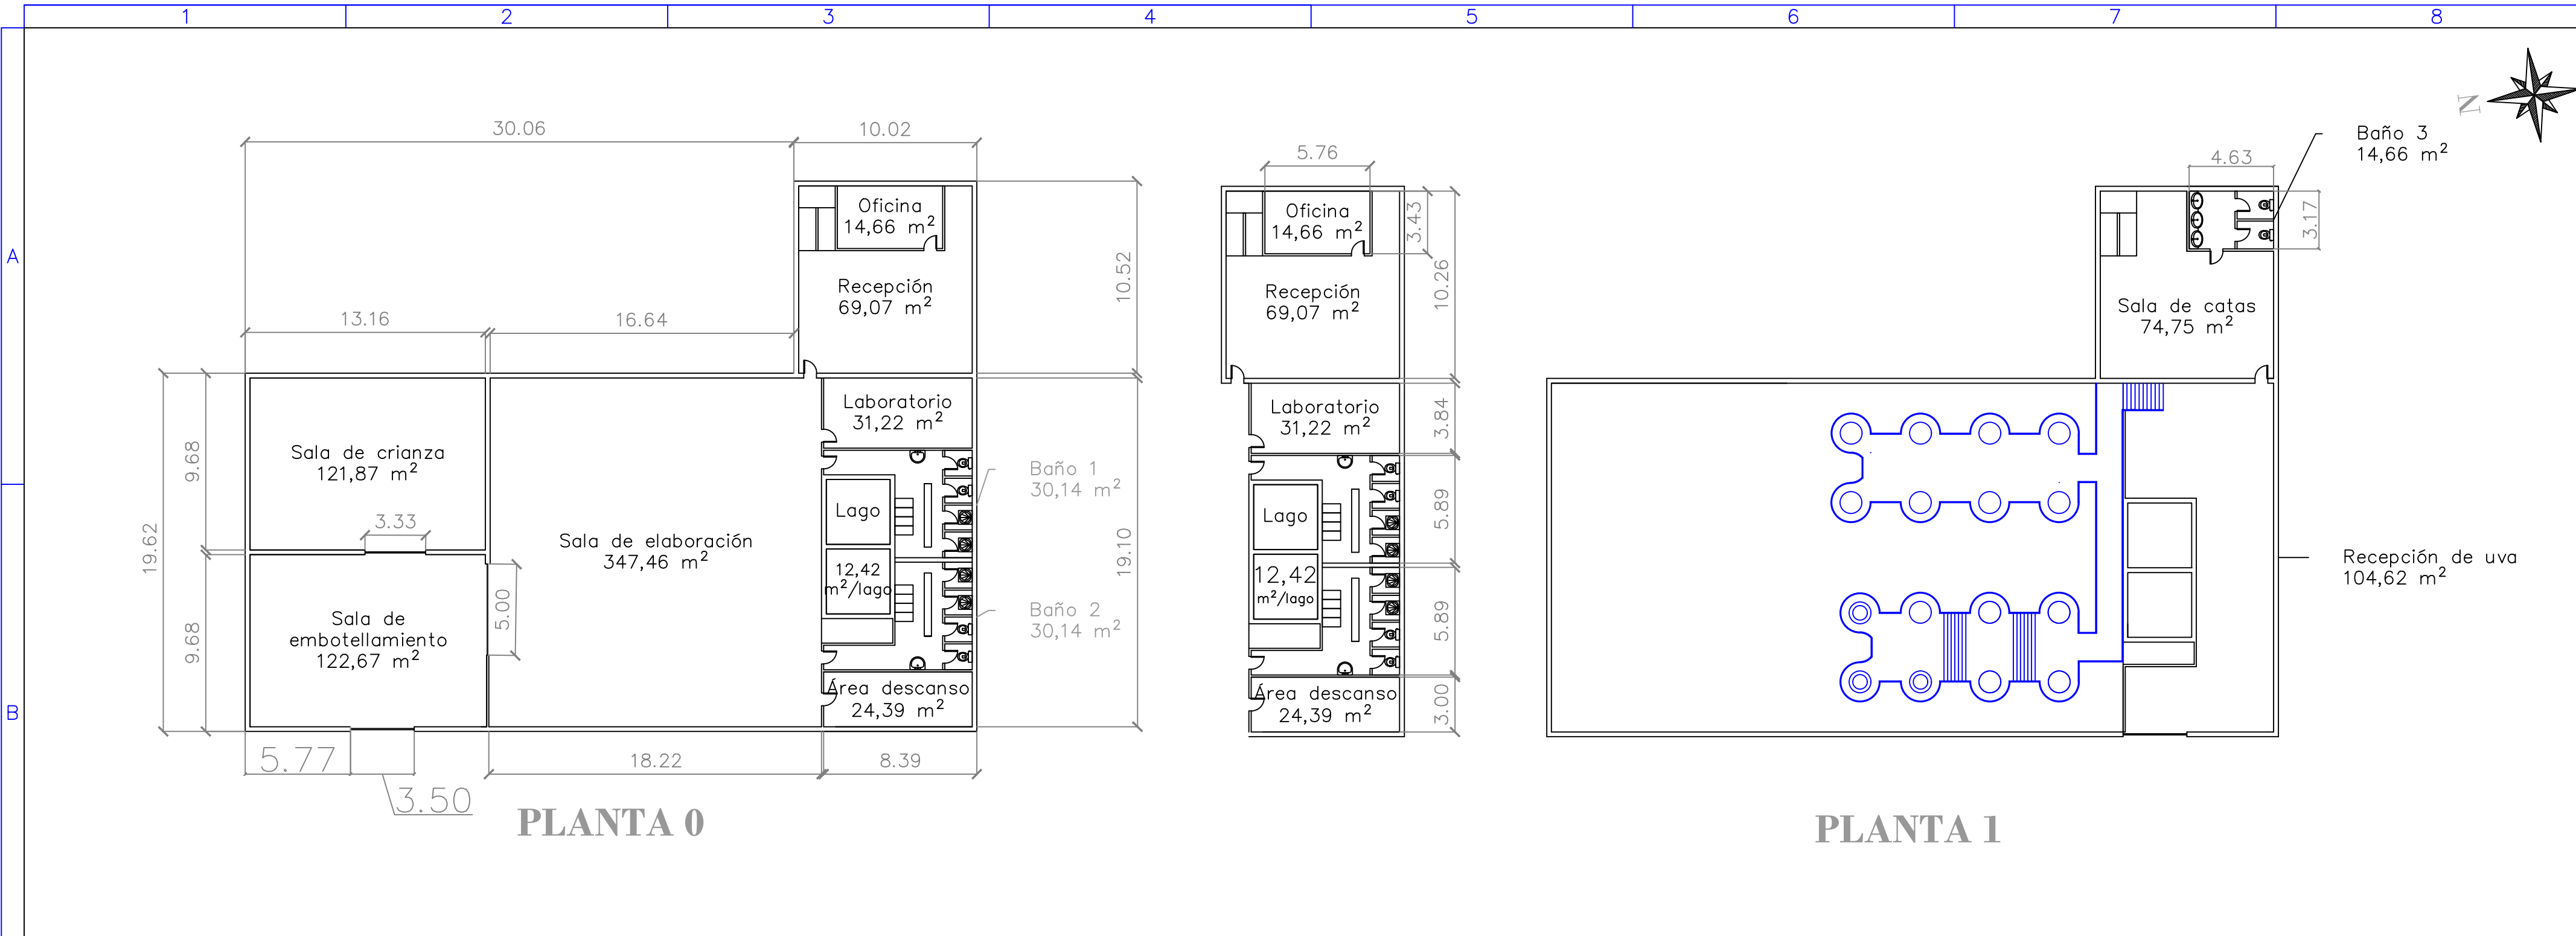 1 2 3 4 5 6 7 8
A
B
N
30.06
10.02
13.16
16.64
10.52
19.62
9.68
9.68
3.33
5.00
19.10
5.77
3.50
18.22
8.39
Oficina
14,66 m²
Recepción
69,07 m²
Laboratorio
31,22 m²
Sala de crianza
121,87 m²
Sala de elaboración
347,46 m²
Sala de
embotellamiento
122,67 m²
Lago
12,42
m²/lago
Baño 1
30,14 m²
Baño 2
30,14 m²
Área descanso
24,39 m²
PLANTA 0
5.76
3.43
10.26
3.84
5.89
5.89
3.00
Oficina
14,66 m²
Recepción
69,07 m²
Laboratorio
31,22 m²
Lago
12,42
m²/lago
Área descanso
24,39 m²
4.63
3.17
Baño 3
14,66 m²
Sala de catas
74,75 m²
Recepción de uva
104,62 m²
PLANTA 1